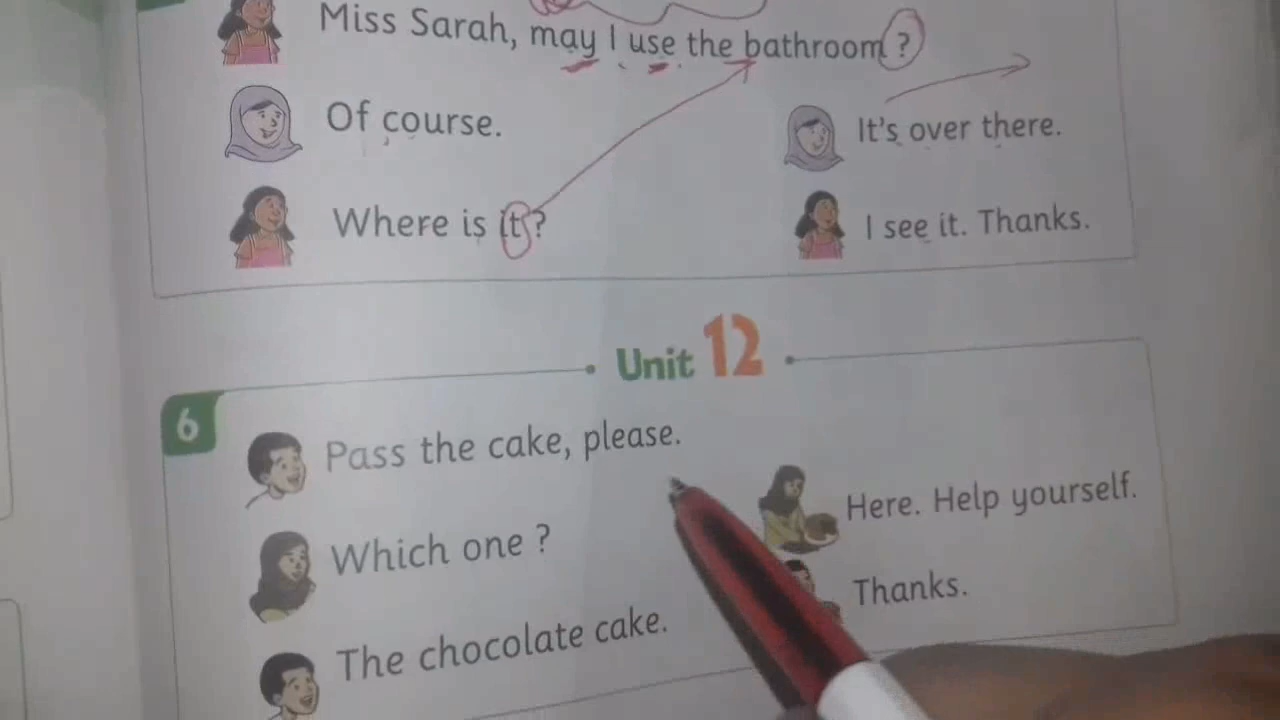 Miss Sarah, may I use the bathroom ?
Of course.
Where is it ?
It's over there.
I see it. Thanks.
Unit 12
6
Pass the cake, please.
Which one ?
The chocolate cake.
Here. Help yourself.
Thanks.